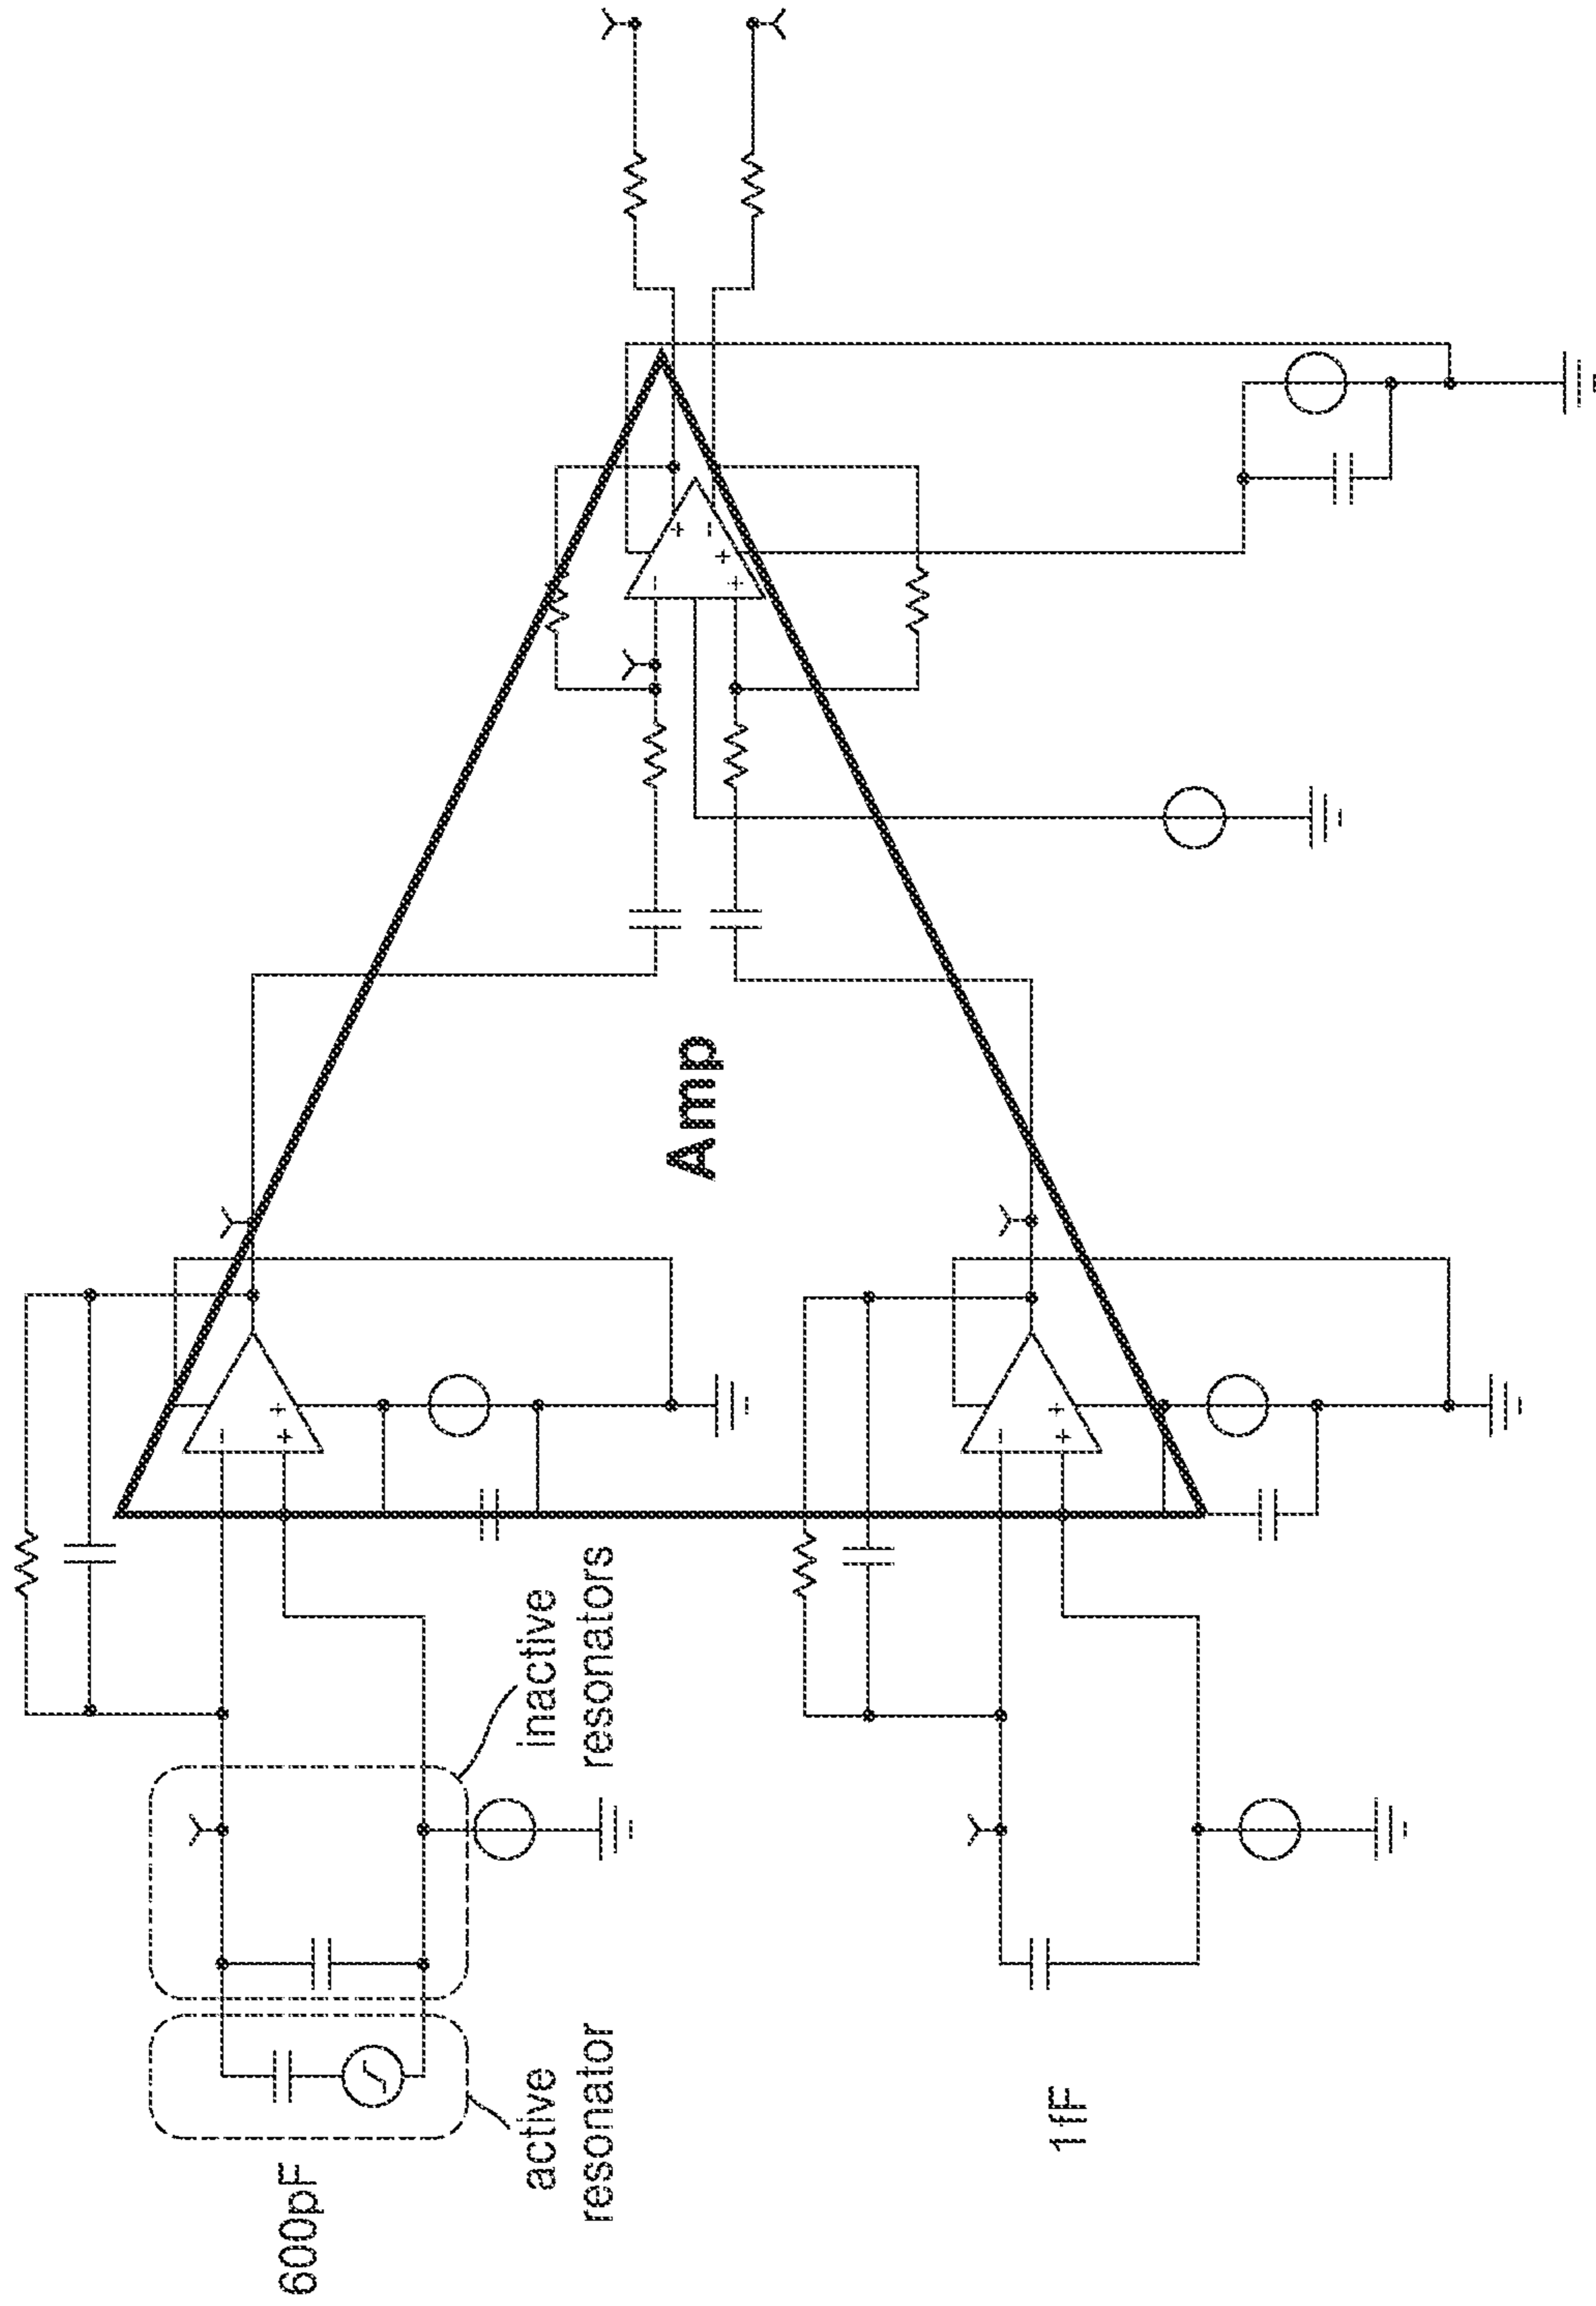 600pF
active
resonator
inactive
resonators
Amp
1fF